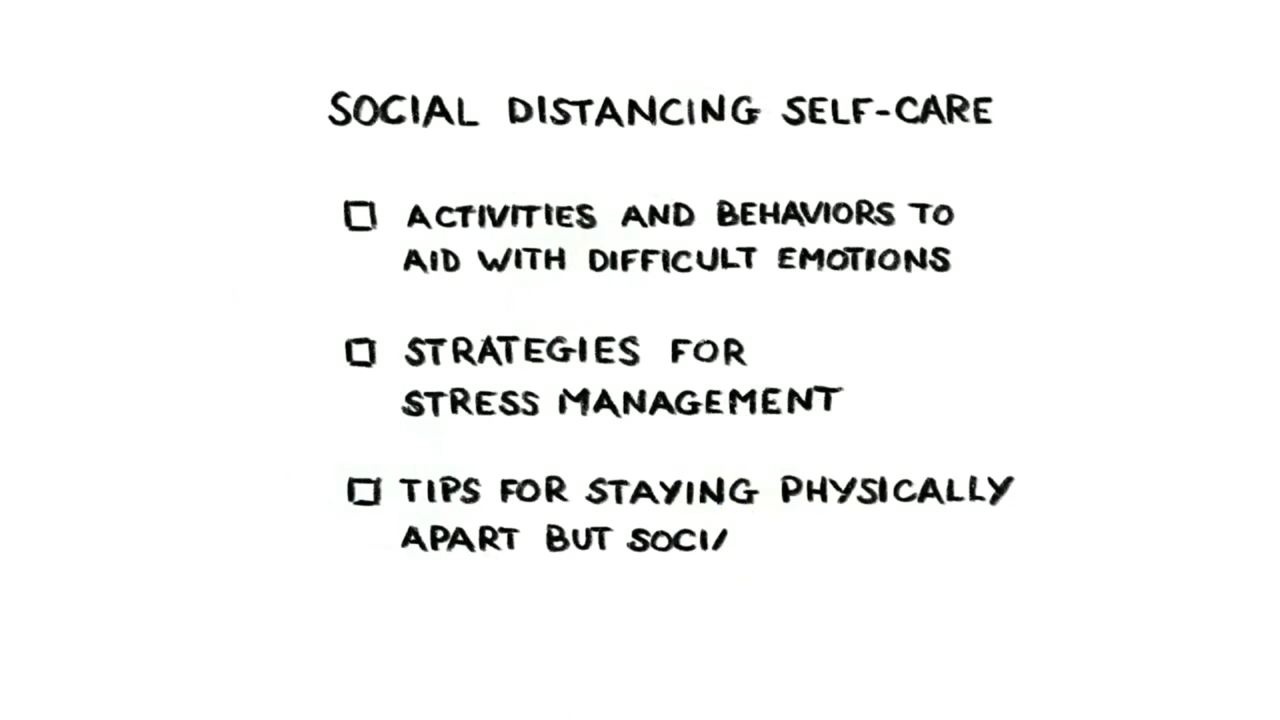 SOCIAL DISTANCING SELF-CARE
ACTIVITIES AND BEHAVIORS TO
AID WITH DIFFICULT EMOTIONS
STRATEGIES FOR
STRESS MANAGEMENT
TIPS FOR STAYING PHYSICALLY
APART BUT SOCI